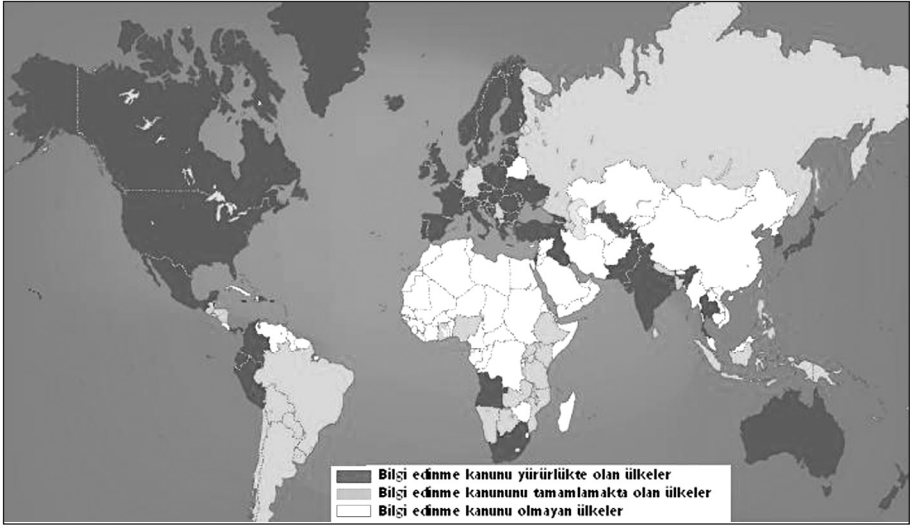 Bilgi edinme kanunu yürürlükte olan ülkeler
Bilgi edinme kanununu tamamlamakta olan ülkeler
Bilgi edinme kanunu olmayan ülkeler